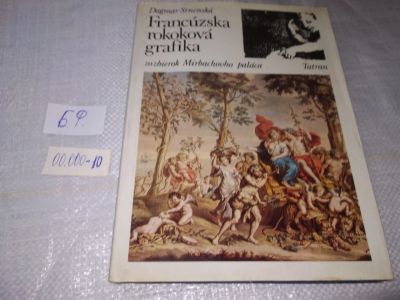 Dagmar Srnenská
Francúzska
rokoková
grafika
zo zbierok Mirbachovho paláca
Tatran
БФ
00.000-10